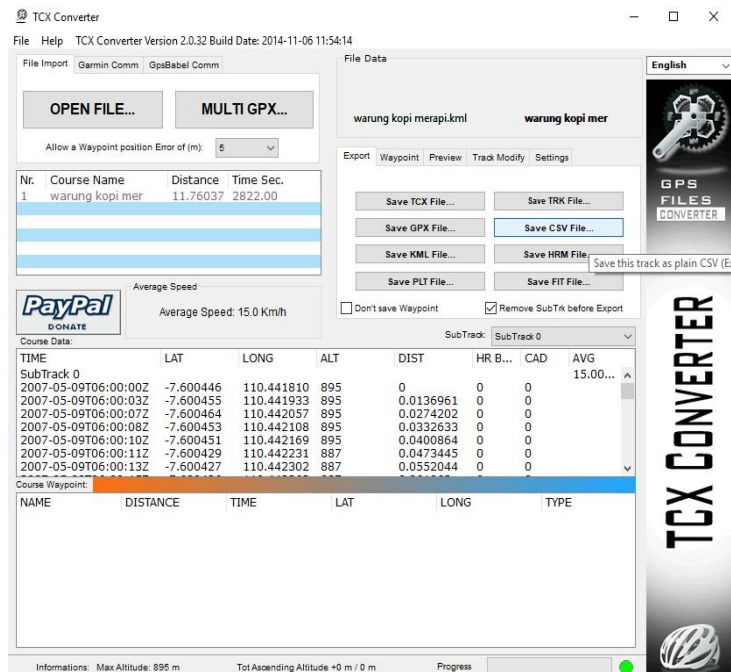 TCX Converter
File Help TCX Converter Version 2.0.32 Build Date: 2014-11-06 11:54:14
File Import Garmin Comm GpsBabel Comm
OPEN FILE... MULTI GPX...
Allow a Waypoint position Error of (m): 5
File Data
warung kopi merapi.kml warung kopi mer
English
Nr. Course Name Distance Time Sec.
1 warung kopi mer 11.76037 2822.00
Export Waypoint Preview Track Modify Settings
Save TCX File... Save TRK File...
Save GPX File... Save CSV File...
Save KML File... Save HRM File...
Save this track as plain CSV (E
Save PLT File... Save FIT File...
Don't save Waypoint Remove SubTrk before Export
GPS
FILES
CONVERTER
PayPal
DONATE
Average Speed
Average Speed: 15.0 Km/h
SubTrack: SubTrack 0
Course Data:
TIME LAT LONG ALT DIST HR B... CAD AVG
SubTrack 0 15.00...
2007-05-09T06:00:00Z -7.600446 110.441810 895 0 0 0
2007-05-09T06:00:03Z -7.600455 110.441933 895 0.0136961 0 0
2007-05-09T06:00:07Z -7.600464 110.442057 895 0.0274202 0 0
2007-05-09T06:00:08Z -7.600453 110.442108 895 0.0332633 0 0
2007-05-09T06:00:10Z -7.600451 110.442169 895 0.0400864 0 0
2007-05-09T06:00:11Z -7.600429 110.442231 887 0.0473445 0 0
2007-05-09T06:00:13Z -7.600427 110.442302 887 0.0552044 0 0
Course Waypoint:
NAME DISTANCE TIME LAT LONG TYPE
TCX CONVERTER
Informations: Max Altitude: 895 m Tot Ascending Altitude +0 m / 0 m Progress